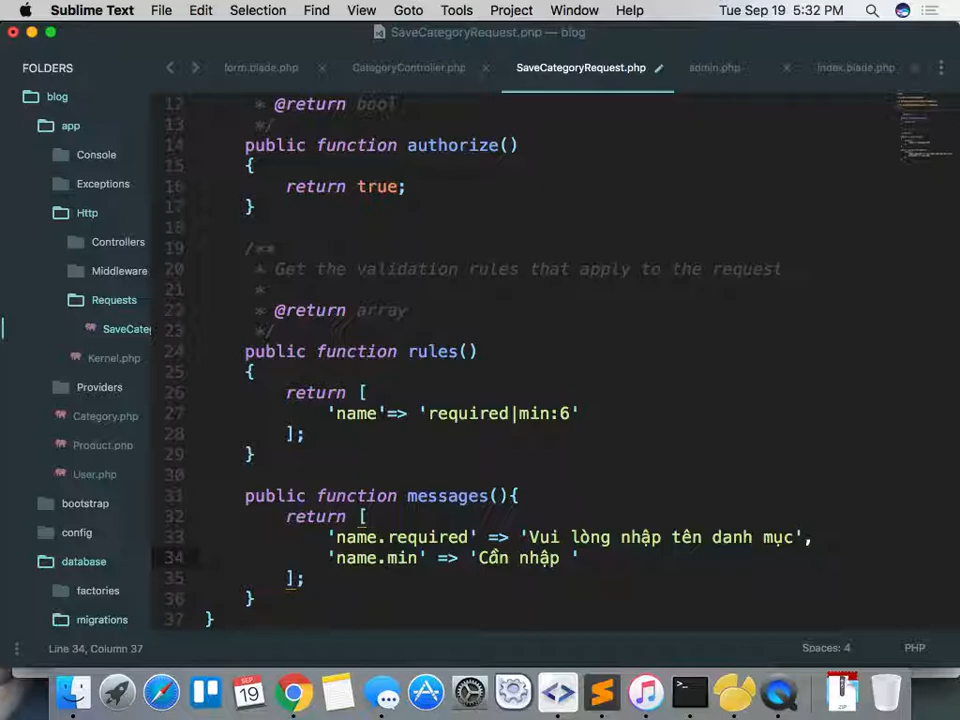 Sublime Text File Edit Selection Find View Goto Tools Project Window Help Tue Sep 19 5:32 PM
SaveCategoryRequest.php — blog
FOLDERS
form.blade.php CategoryController.php SaveCategoryRequest.php admin.php index.blade.php
blog
app
Console
Exceptions
Http
Controllers
Middleware
Requests
SaveCateg
Kernel.php
Providers
Category.php
Product.php
User.php
bootstrap
config
database
factories
migrations
12 * @return bool
13 */
14 public function authorize()
15 {
16 return true;
17 }
18
19 /**
20 * Get the validation rules that apply to the request
21 *
22 * @return array
23 */
24 public function rules()
25 {
26 return [
27 'name'=> 'required|min:6'
28 ];
29 }
30
31 public function messages(){
32 return [
33 'name.required' => 'Vui lòng nhập tên danh mục',
34 'name.min' => 'Cần nhập '
35 ];
36 }
37 }
Line 34, Column 37 Spaces: 4 PHP
SEP
19
ZIP